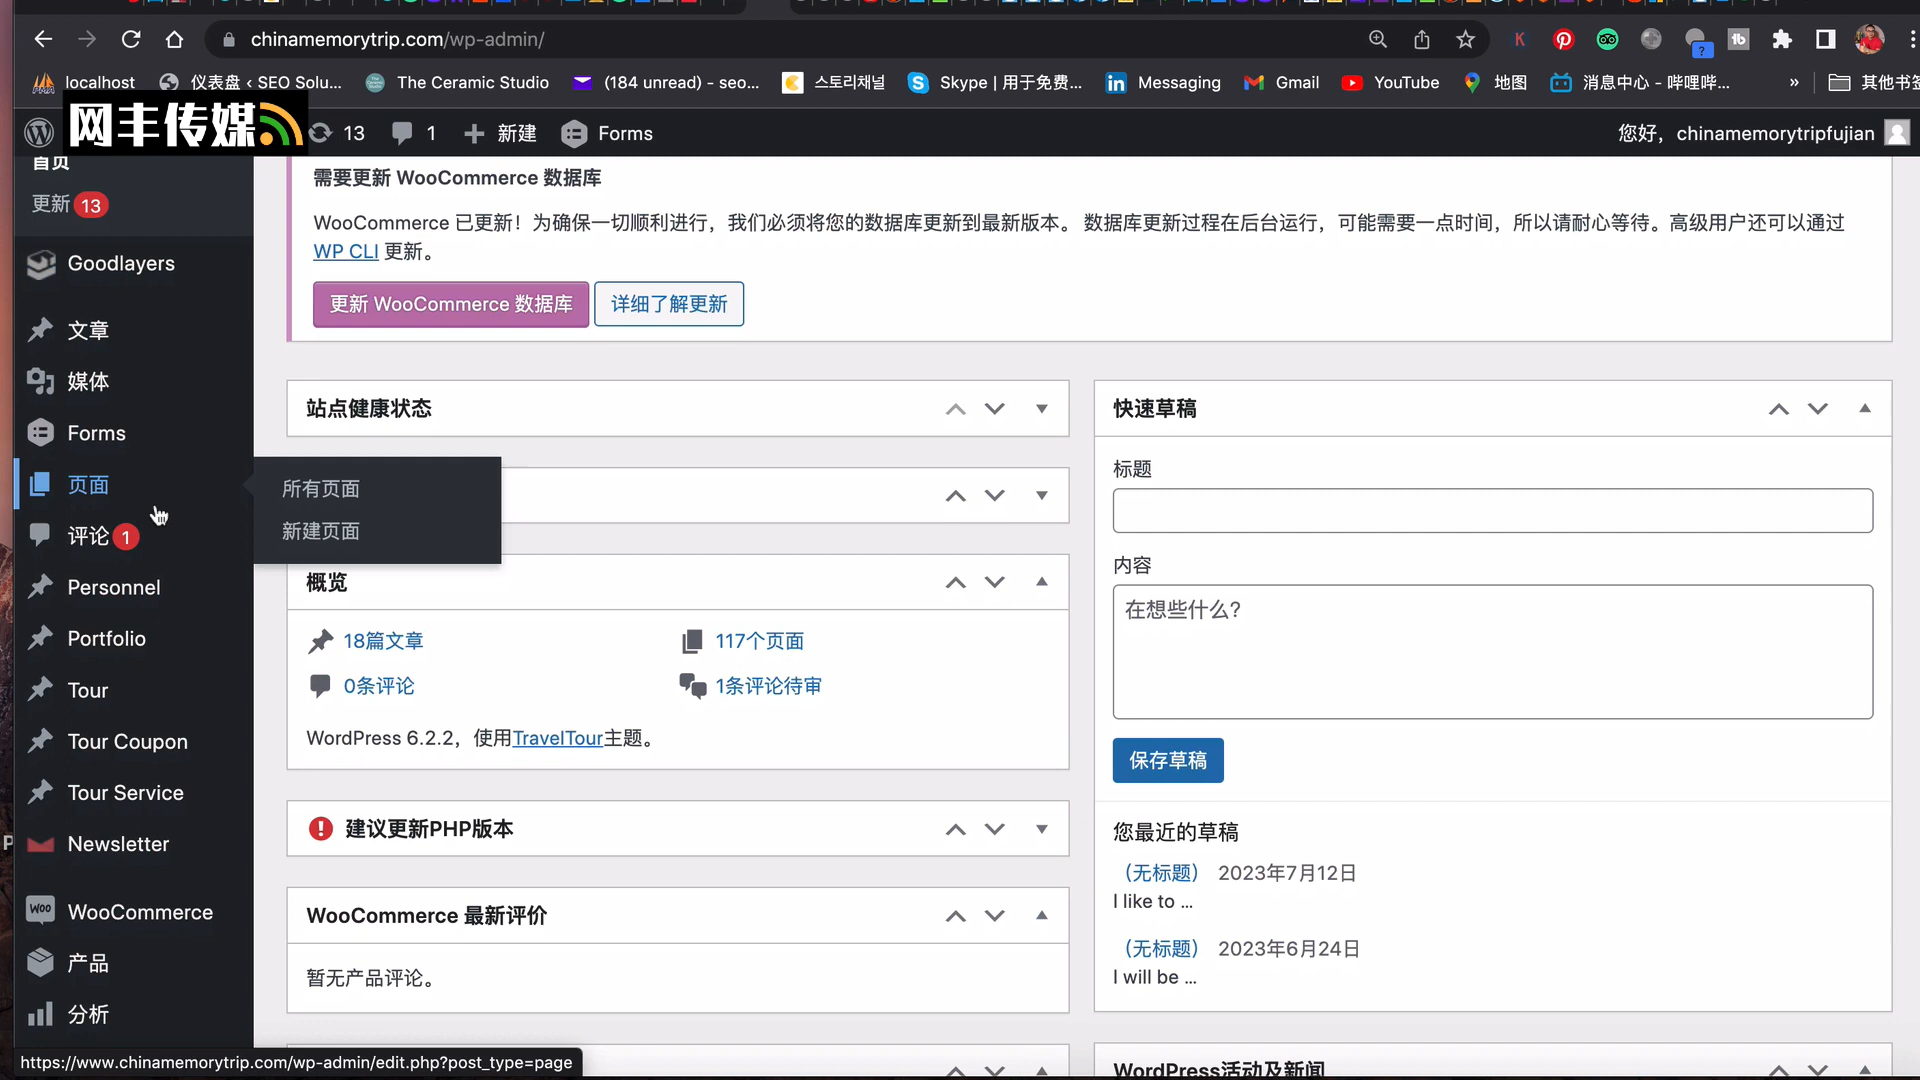 chinamemorytrip.com/wp-admin/
localhost
仪表盘 ‹ SEO Solu...
The Ceramic Studio
(184 unread) - seo...
스토리채널
Skype | 用于免费...
Messaging
Gmail
YouTube
地图
消息中心 - 哔哩哔...
»
其他书签
网丰传媒
13
1
新建
Forms
您好，chinamemorytripfujian
首页
更新 13
Goodlayers
文章
媒体
Forms
页面
评论 1
Personnel
Portfolio
Tour
Tour Coupon
Tour Service
Newsletter
WooCommerce
产品
分析
所有页面
新建页面
需要更新 WooCommerce 数据库
WooCommerce 已更新！为确保一切顺利进行，我们必须将您的数据库更新到最新版本。 数据库更新过程在后台运行，可能需要一点时间，所以请耐心等待。高级用户还可以通过
WP CLI 更新。
更新 WooCommerce 数据库
详细了解更新
站点健康状态
概览
18篇文章
117个页面
0条评论
1条评论待审
WordPress 6.2.2，使用TravelTour主题。
建议更新PHP版本
WooCommerce 最新评价
暂无产品评论。
快速草稿
标题
内容
在想些什么?
保存草稿
您最近的草稿
（无标题） 2023年7月12日
I like to ...
（无标题） 2023年6月24日
I will be ...
WordPress活动及新闻
https://www.chinamemorytrip.com/wp-admin/edit.php?post_type=page